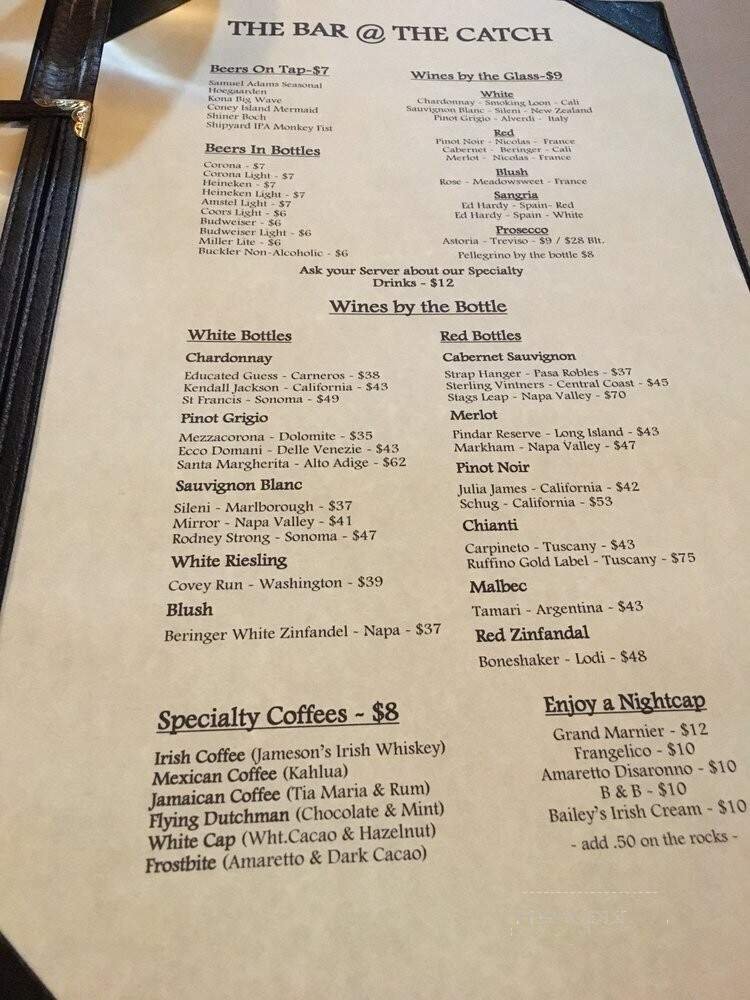 THE BAR @ THE CATCH
Beers On Tap-$7
Samuel Adams Seasonal
Hoegaarden
Kona Big Wave
Coney Island Mermaid
Shiner Boch
Shipyard IPA Monkey Fist
Beers In Bottles
Corona - $7
Corona Light - $7
Heineken - $7
Heineken Light - $7
Amstel Light - $7
Coors Light - $6
Budweiser - $6
Budweiser Light - $6
Miller Lite - $6
Buckler Non-Alcoholic - $6
Wines by the Glass-$9
White
Chardonnay - Smoking Loon - Cali
Sauvignon Blanc - Sileni - New Zealand
Pinot Grigio - Alverdi - Italy
Red
Pinot Noir - Nicolas - France
Cabernet - Beringer - Cali
Merlot - Nicolas - France
Blush
Rose - Meadowsweet - France
Sangria
Ed Hardy - Spain- Red
Ed Hardy - Spain - White
Prosecco
Astoria - Treviso - $9 / $28 Blt.
Pellegrino by the bottle $8
Ask your Server about our Specialty
Drinks - $12
Wines by the Bottle
White Bottles
Chardonnay
Educated Guess - Carneros - $38
Kendall Jackson - California - $43
St Francis - Sonoma - $49
Pinot Grigio
Mezzacorona - Dolomite - $35
Ecco Domani - Delle Venezie - $43
Santa Margherita - Alto Adige - $62
Sauvignon Blanc
Sileni - Marlborough - $37
Mirror - Napa Valley - $41
Rodney Strong - Sonoma - $47
White Riesling
Covey Run - Washington - $39
Blush
Beringer White Zinfandel - Napa - $37
Red Bottles
Cabernet Sauvignon
Strap Hanger - Pasa Robles - $37
Sterling Vintners - Central Coast - $45
Stags Leap - Napa Valley - $70
Merlot
Pindar Reserve - Long Island - $43
Markham - Napa Valley - $47
Pinot Noir
Julia James - California - $42
Schug - California - $53
Chianti
Carpineto - Tuscany - $43
Ruffino Gold Label - Tuscany - $75
Malbec
Tamari - Argentina - $43
Red Zinfandal
Boneshaker - Lodi - $48
Specialty Coffees - $8
Irish Coffee (Jameson's Irish Whiskey)
Mexican Coffee (Kahlua)
Jamaican Coffee (Tia Maria & Rum)
Flying Dutchman (Chocolate & Mint)
White Cap (Wht.Cacao & Hazelnut)
Frostbite (Amaretto & Dark Cacao)
Enjoy a Nightcap
Grand Marnier - $12
Frangelico - $10
Amaretto Disaronno - $10
B & B - $10
Bailey's Irish Cream - $10
- add .50 on the rocks -